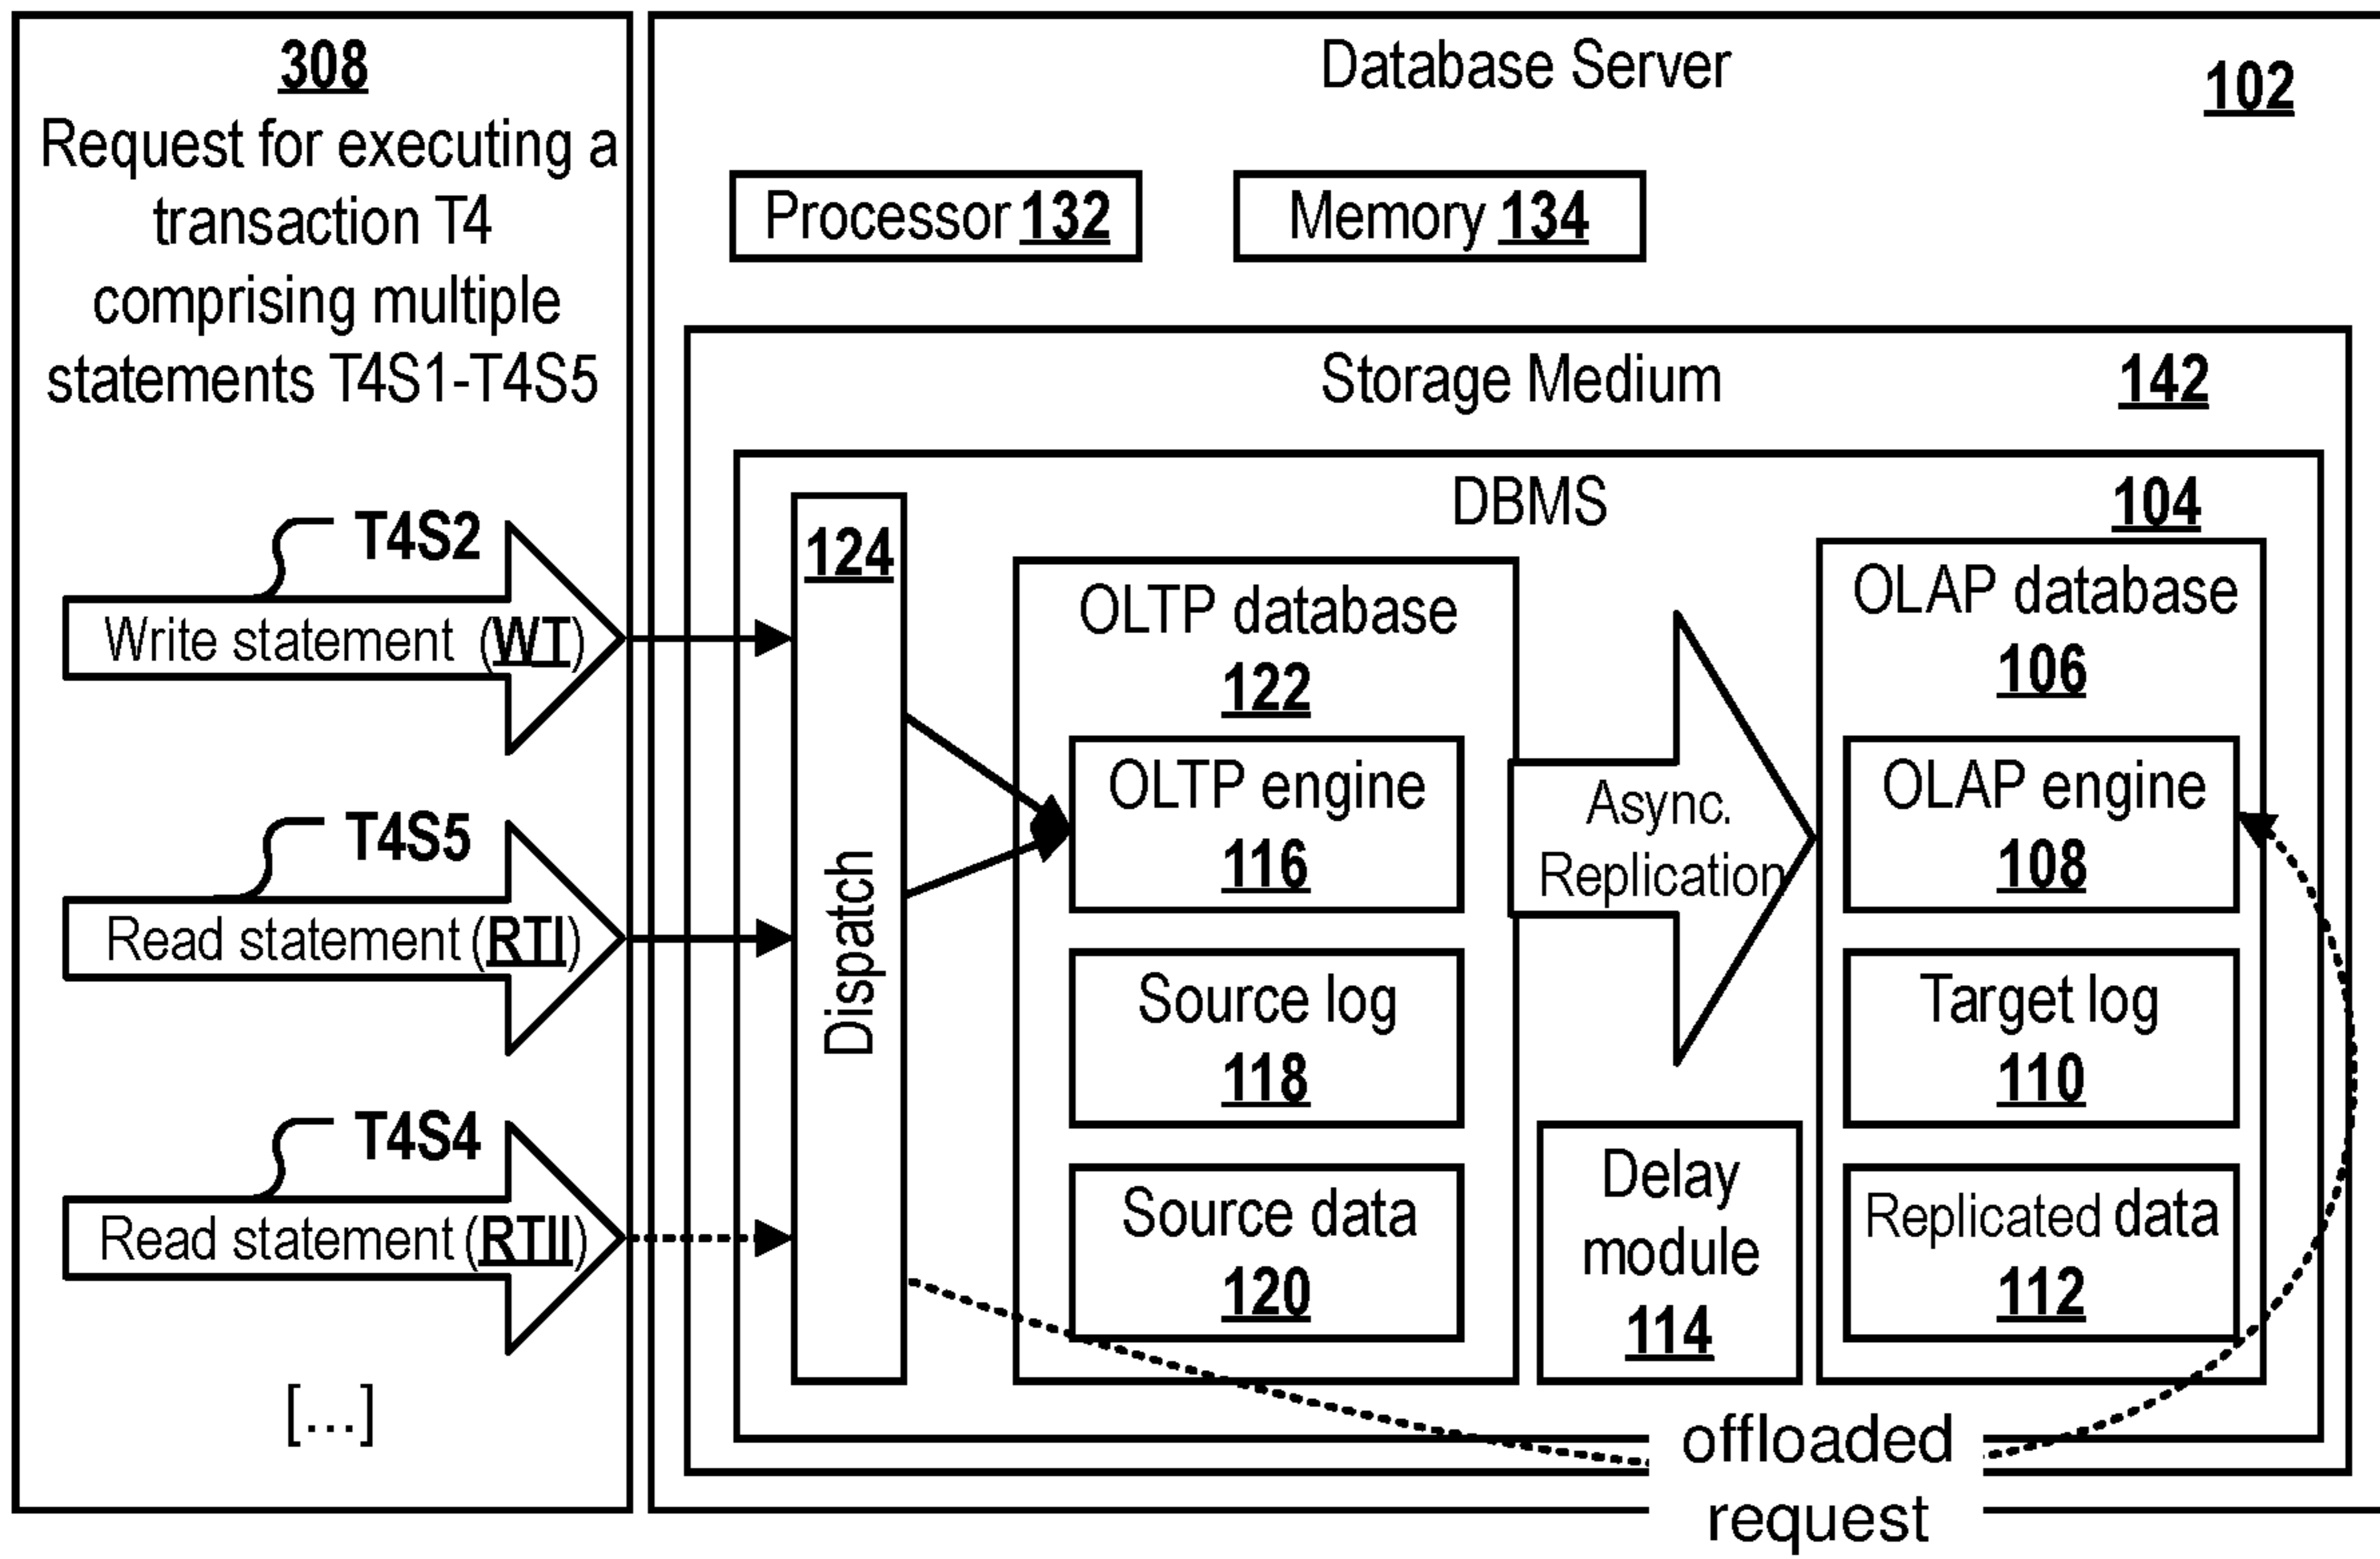 308
Request for executing a
transaction T4
comprising multiple
statements T4S1-T4S5
T4S2
Write statement (WT)
T4S5
Read statement (RTI)
T4S4
Read statement (RTII)
[...]
Database Server
102
Processor 132
Memory 134
Storage Medium
142
DBMS
104
124
Dispatch
OLTP database
122
OLTP engine
116
Source log
118
Source data
120
Async.
Replication
Delay
module
114
OLAP database
106
OLAP engine
108
Target log
110
Replicated data
112
offloaded
request